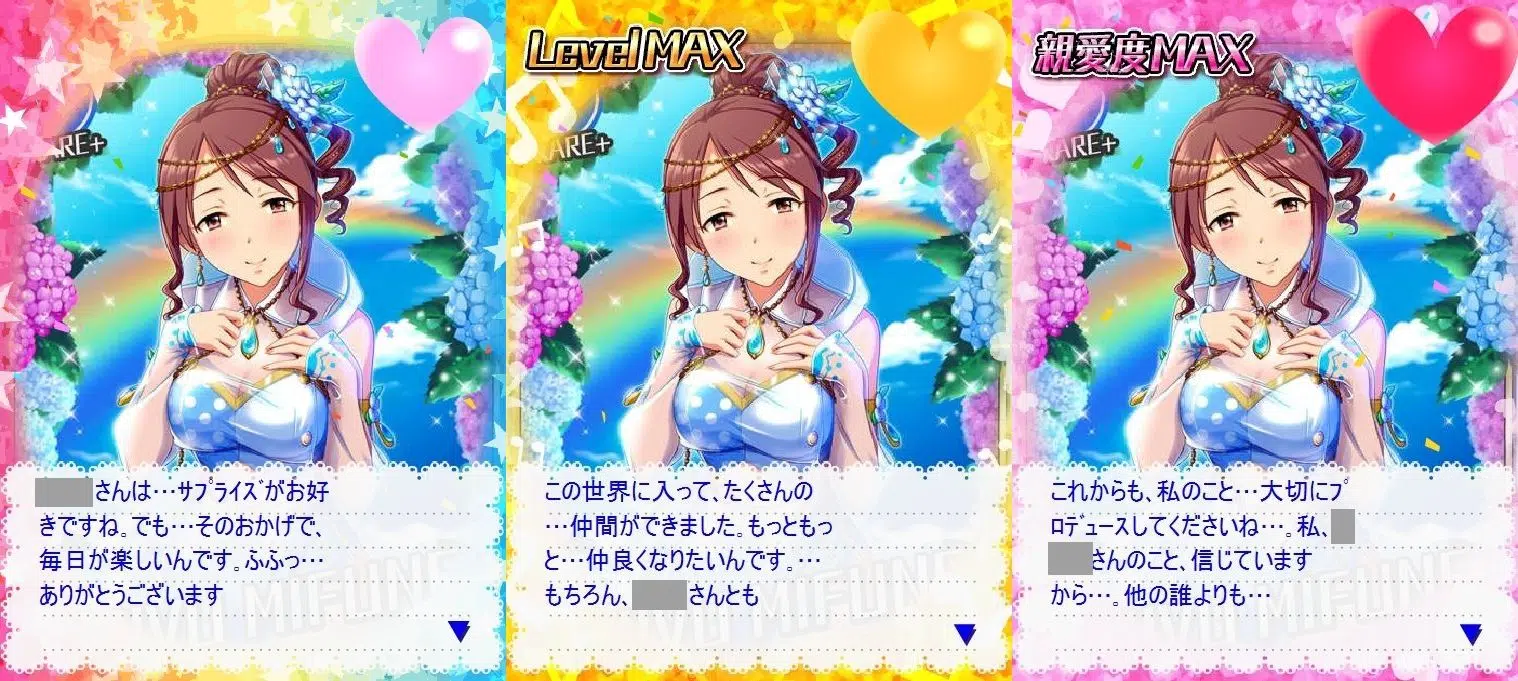 RARE+
さんは…ｻﾌﾟﾗｲｽﾞがお好
きですね。でも…そのおかげで、
毎日が楽しいんです。ふふっ…
ありがとうございます
Level MAX
RARE+
この世界に入って、たくさんの
…仲間ができました。もっともっ
と…仲良くなりたいんです。…
もちろん、さんとも
親愛度MAX
RARE+
これからも、私のこと…大切にﾌﾟ
ﾛﾃﾞｭｰｽしてくださいね…。私、
さんのこと、信じています
から…。他の誰よりも…